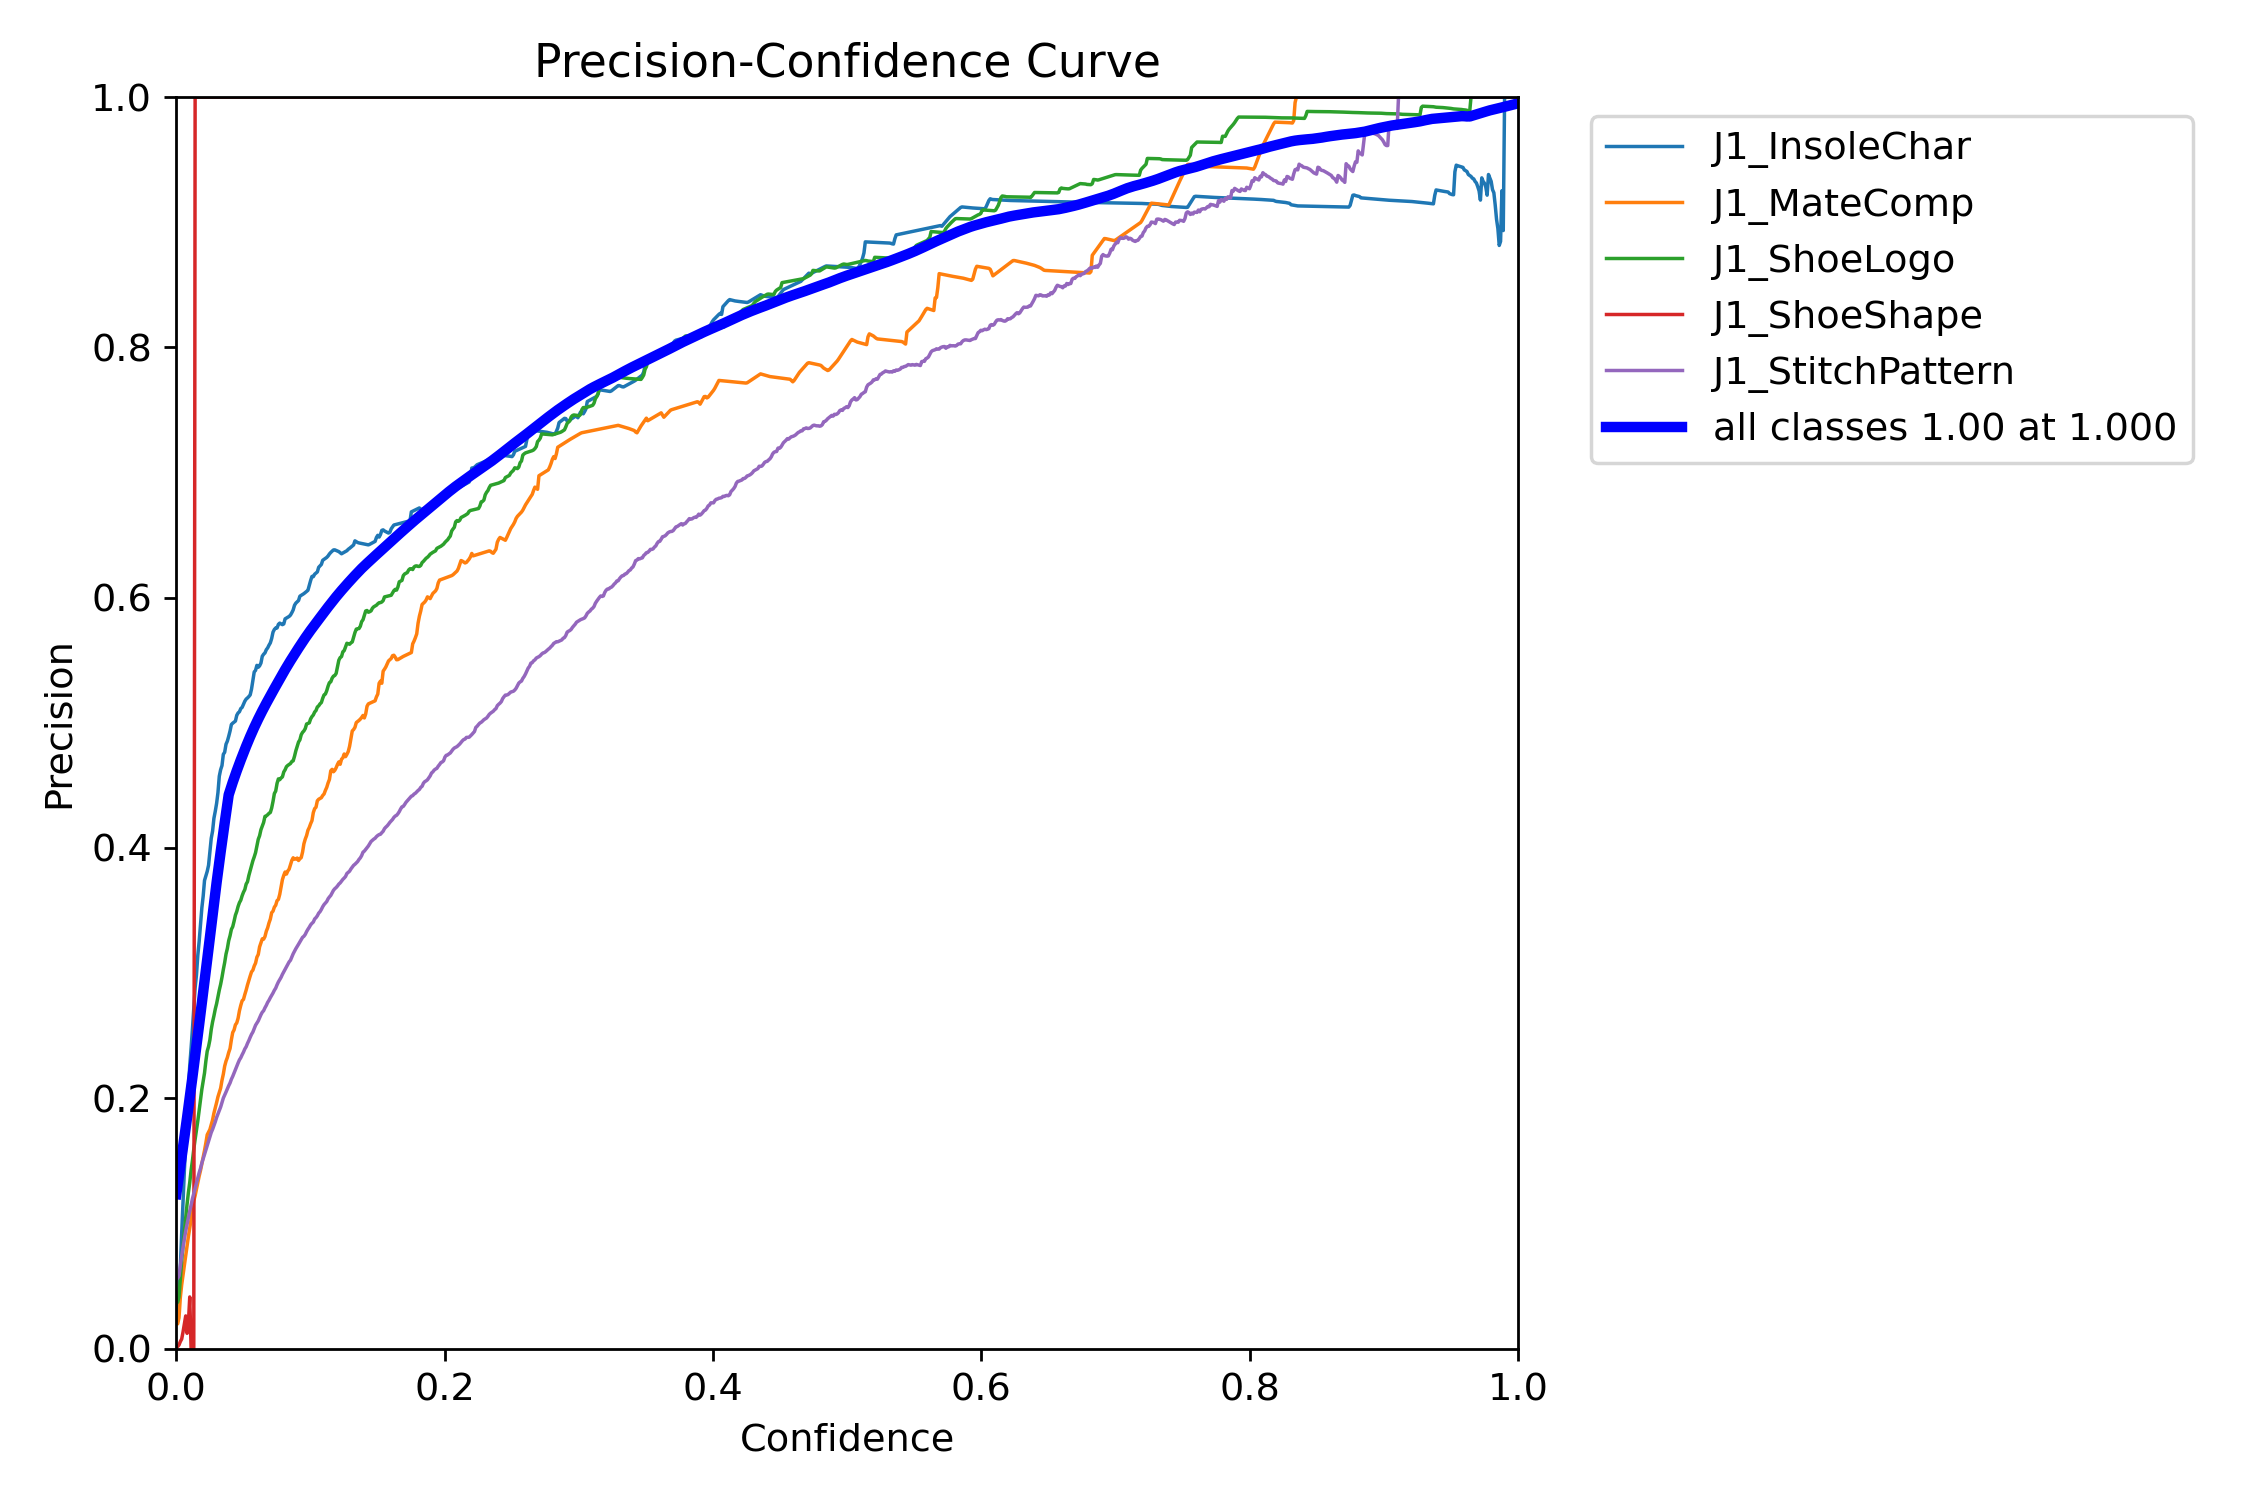 Precision-Confidence Curve
1.0
0.8
0.6
0.4
0.2
0.0
Precision
0.0 0.2 0.4 0.6 0.8 1.0
Confidence
J1_InsoleChar
J1_MateComp
J1_ShoeLogo
J1_ShoeShape
J1_StitchPattern
all classes 1.00 at 1.000